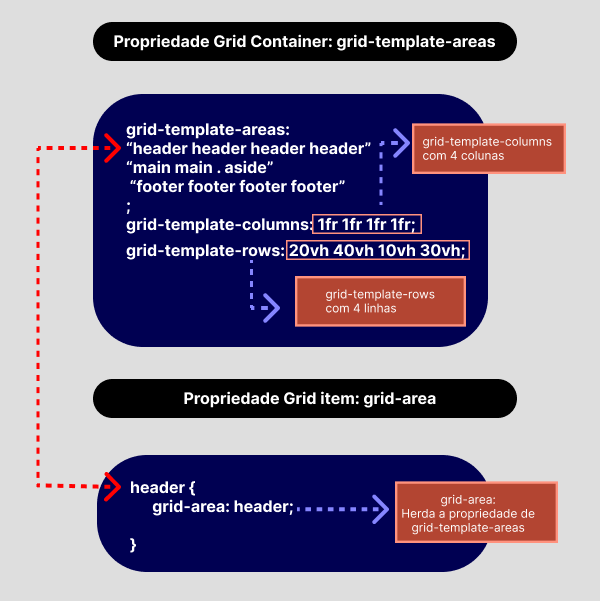 Propriedade Grid Container: grid-template-areas
grid-template-areas:
“header header header header”
“main main . aside”
“footer footer footer footer”
;
grid-template-columns: 1fr 1fr 1fr 1fr;
grid-template-rows: 20vh 40vh 10vh 30vh;
grid-template-columns
com 4 colunas
grid-template-rows
com 4 linhas
Propriedade Grid item: grid-area
header {
grid-area: header;
}
grid-area:
Herda a propriedade de
grid-template-areas